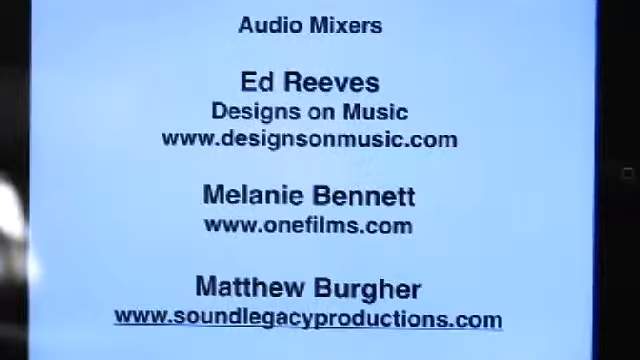 Audio Mixers
Ed Reeves
Designs on Music
www.designsonmusic.com
Melanie Bennett
www.onefilms.com
Matthew Burgher
www.soundlegacyproductions.com